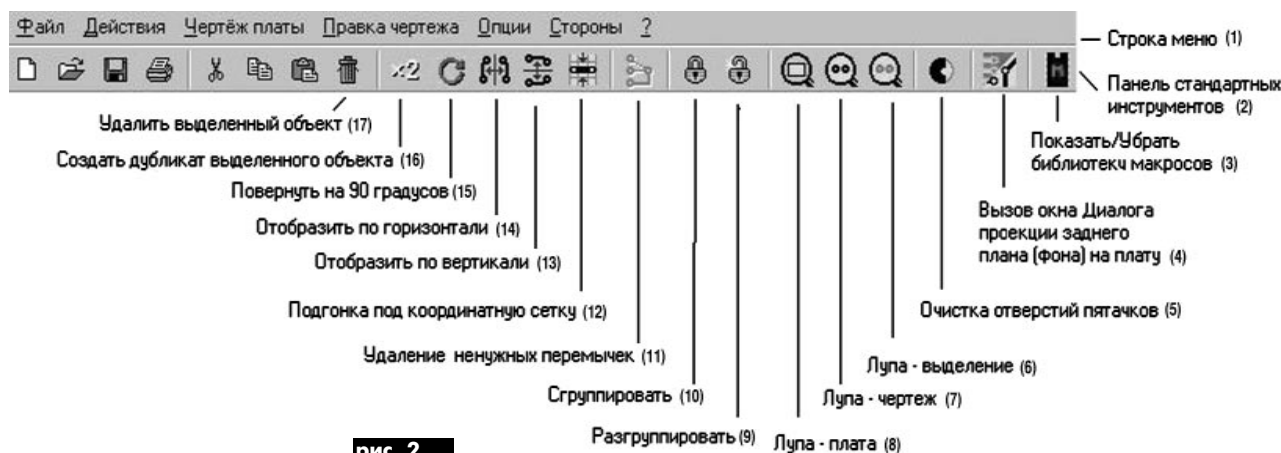 Файл Действия Чертёж платы Правка чертежа Опции Стороны ?
Строка меню (1)
×2
Панель стандартных
инструментов (2)
Удалить выделенный объект (17)
Показать/Убрать
библиотеку макросов (3)
Создать дубликат выделенного объекта (16)
Повернуть на 90 градусов (15)
Вызов окна Диалога
проекции заднего
плана (фона) на плату (4)
Отобразить по горизонтали (14)
Отобразить по вертикали (13)
Подгонка под координатную сетку (12)
Очистка отверстий пятачков (5)
Удаление ненужных перемычек (11)
Лупа - выделение (6)
Сгруппировать (10)
Лупа - чертеж (7)
Разгруппировать (9)
Лупа - плата (8)
рис. 2